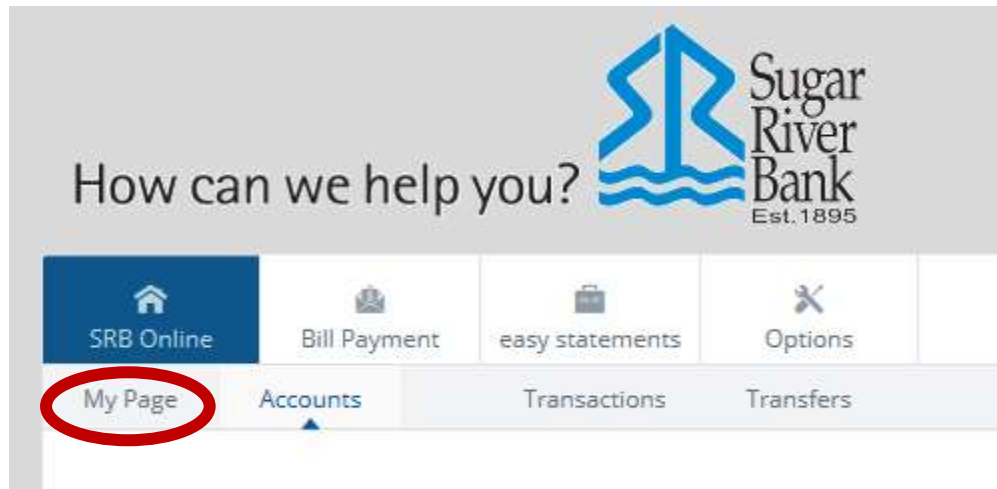 Sugar
River
How can we help you? Bank
Est.1895
SRB Online Bill Payment easy statements Options
My Page Accounts Transactions Transfers